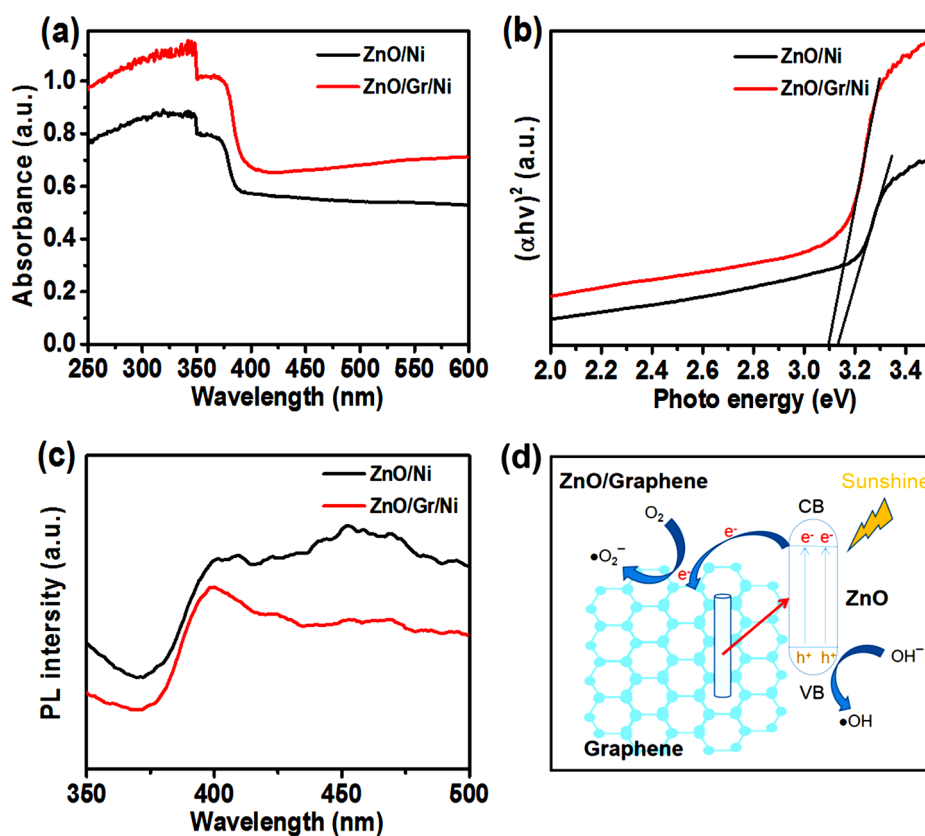 (a)
ZnO/Ni
ZnO/Gr/Ni
Absorbance (a.u.)
1.0
0.8
0.6
0.4
0.2
0.0
250 300 350 400 450 500 550 600
Wavelength (nm)
(b)
ZnO/Ni
ZnO/Gr/Ni
(αhv)² (a.u.)
2.0 2.2 2.4 2.6 2.8 3.0 3.2 3.4
Photo energy (eV)
(c)
ZnO/Ni
ZnO/Gr/Ni
PL intensity (a.u.)
350 400 450 500
Wavelength (nm)
(d)
ZnO/Graphene
Sunshine
O₂
CB
e⁻
e⁻ e⁻
●O₂⁻
e⁻
ZnO
h⁺ h⁺
OH⁻
VB
●OH
Graphene